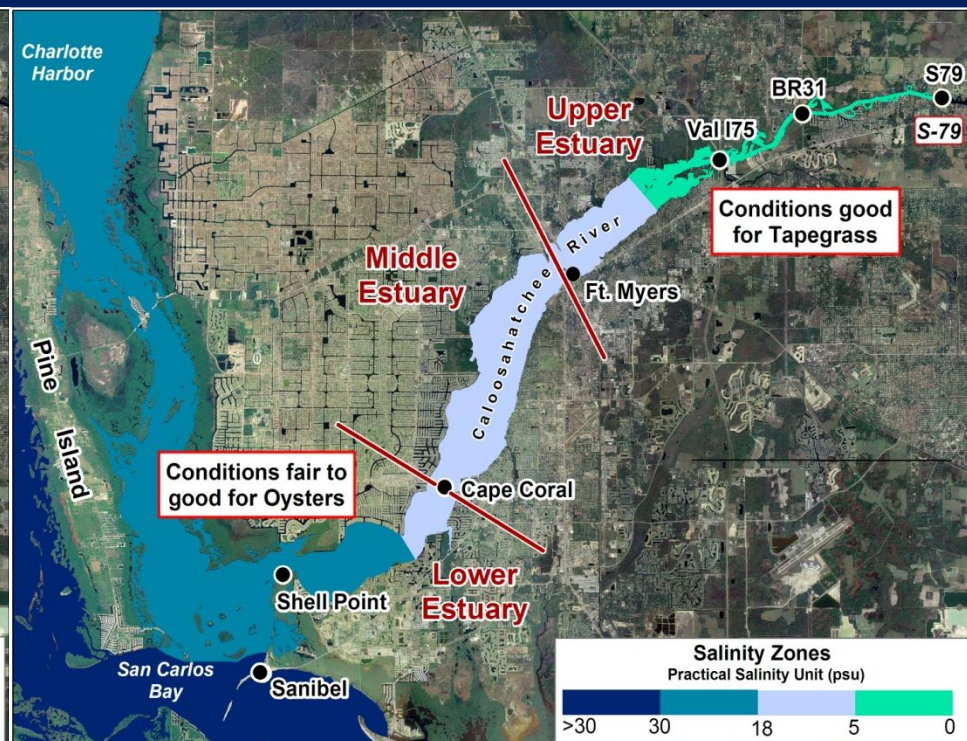 Charlotte
Harbor
S79
BR31
S-79
Upper
Estuary
Val I75
Conditions good
for Tapegrass
Middle
Estuary
Caloosahatchee River
Ft. Myers
Pine
Island
Conditions fair to
good for Oysters
Cape Coral
Lower
Estuary
Shell Point
San Carlos
Bay
Sanibel
Salinity Zones
Practical Salinity Unit (psu)
>30 30 18 5 0